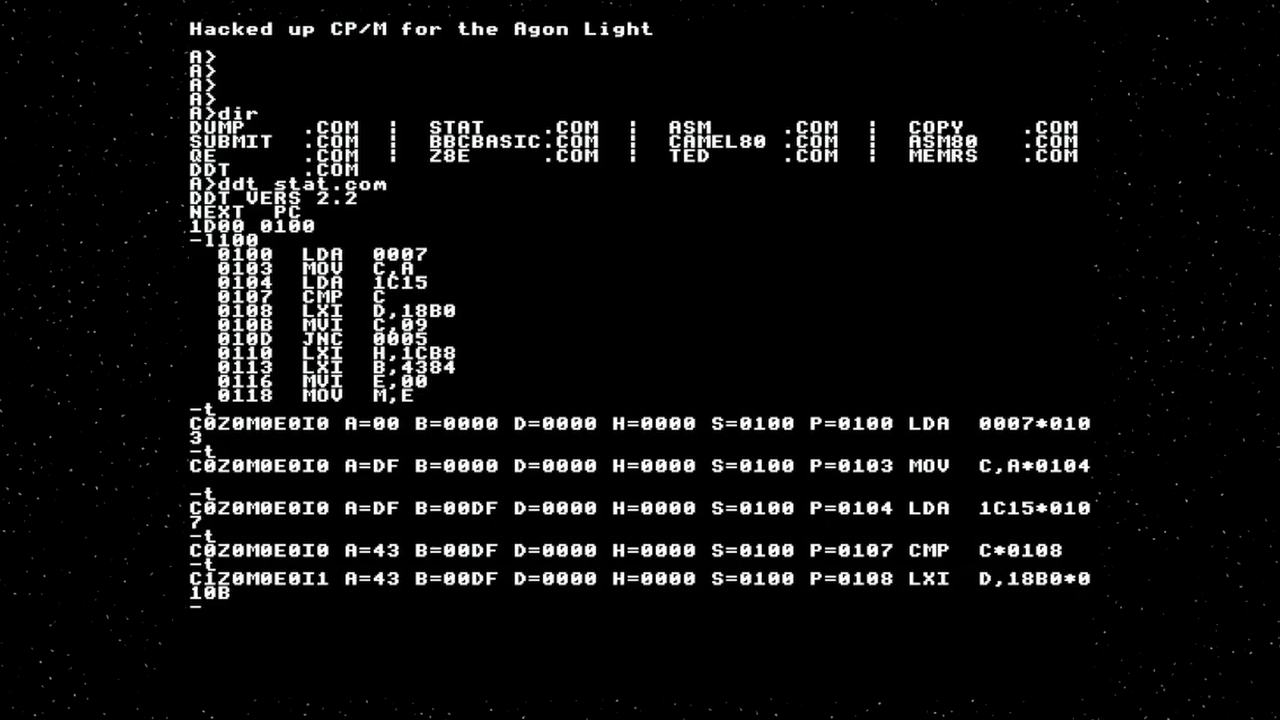 Hacked up CP/M for the Agon Light
A>
A>
A>
A>
A>dir
DUMP     .COM  ¦  STAT     .COM  ¦  ASM      .COM  ¦  COPY     .COM
SUBMIT   .COM  ¦  BBCBASIC.COM  ¦  CAMEL80 .COM  ¦  ASM80    .COM
QE       .COM  ¦  Z8E      .COM  ¦  TED      .COM  ¦  MEMRS    .COM
DDT      .COM
A>ddt stat.com
DDT VERS 2.2
NEXT  PC
1D00 0100
-l100
  0100  LDA  0007
  0103  MOV  C,A
  0104  LDA  1C15
  0107  CMP  C
  0108  LXI  D,18B0
  010B  MVI  C,09
  010D  JNC  0005
  0110  LXI  H,1CB8
  0113  LXI  B,4384
  0116  MVI  E,00
  0118  MOV  M,E
-t
C0Z0M0E0I0 A=00 B=0000 D=0000 H=0000 S=0100 P=0100 LDA  0007*010
3
-t
C0Z0M0E0I0 A=DF B=0000 D=0000 H=0000 S=0100 P=0103 MOV  C,A*0104
-t
C0Z0M0E0I0 A=DF B=00DF D=0000 H=0000 S=0100 P=0104 LDA  1C15*010
7
-t
C0Z0M0E0I0 A=43 B=00DF D=0000 H=0000 S=0100 P=0107 CMP  C*0108
-t
C1Z0M0E0I1 A=43 B=00DF D=0000 H=0000 S=0100 P=0108 LXI  D,18B0*0
10B
-